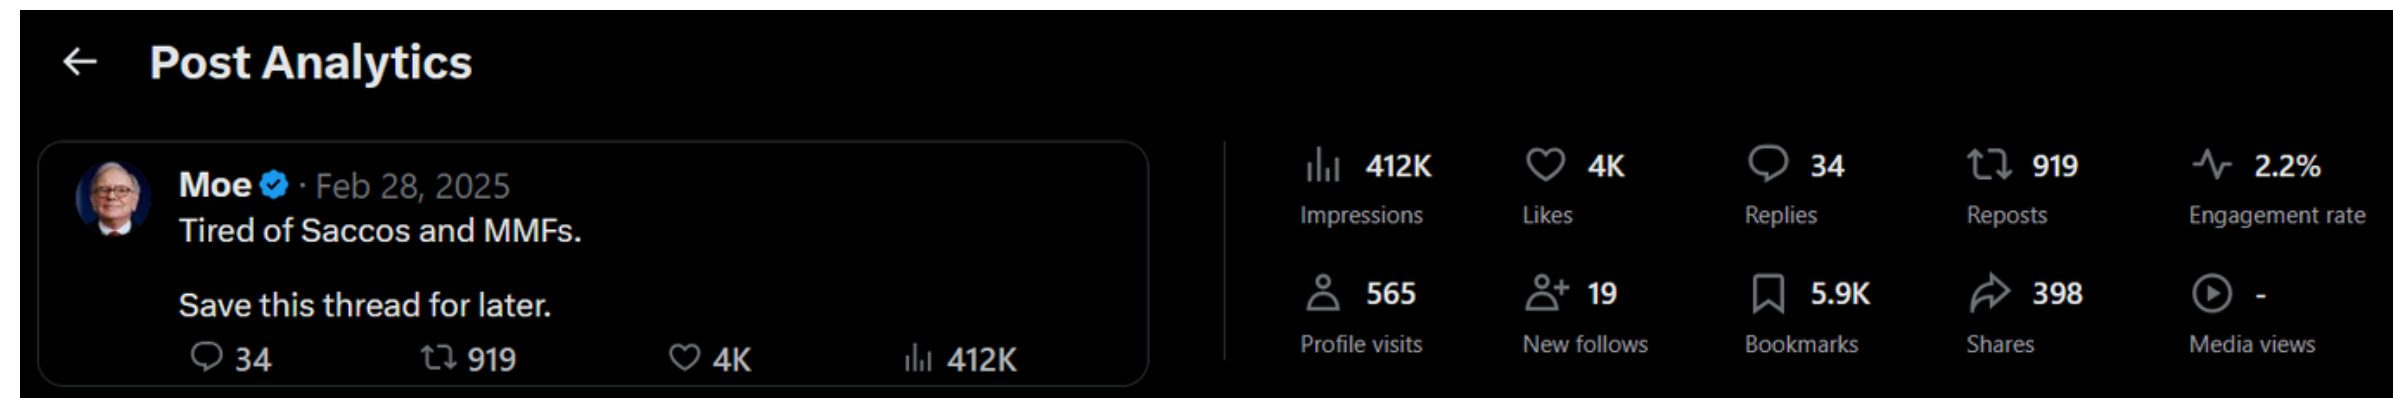 Post Analytics
Moe · Feb 28, 2025
Tired of Saccos and MMFs.
Save this thread for later.
34 919 4K 412K
412K 4K 34 919 2.2%
Impressions Likes Replies Reposts Engagement rate
565 19 5.9K 398 -
Profile visits New follows Bookmarks Shares Media views